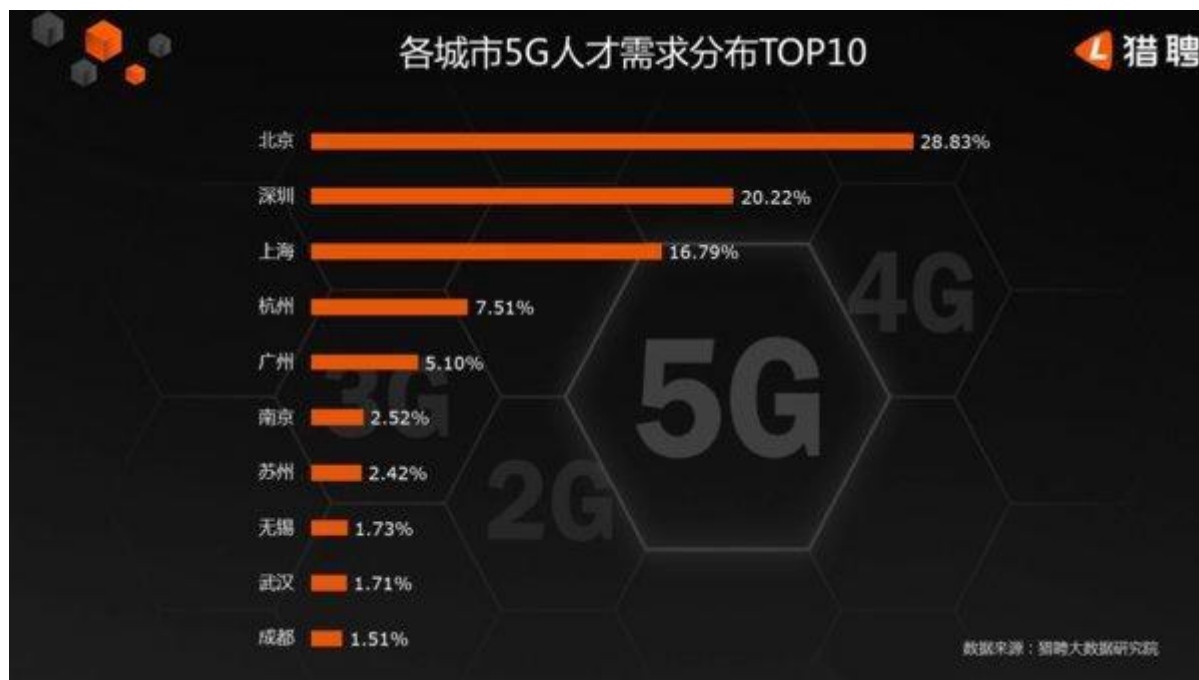 各城市5G人才需求分布TOP10
猎聘
北京 28.83%
深圳 20.22%
上海 16.79%
杭州 7.51%
广州 5.10%
南京 2.52%
苏州 2.42%
无锡 1.73%
武汉 1.71%
成都 1.51%
4G
5G
3G
2G
数据来源：猎聘大数据研究院